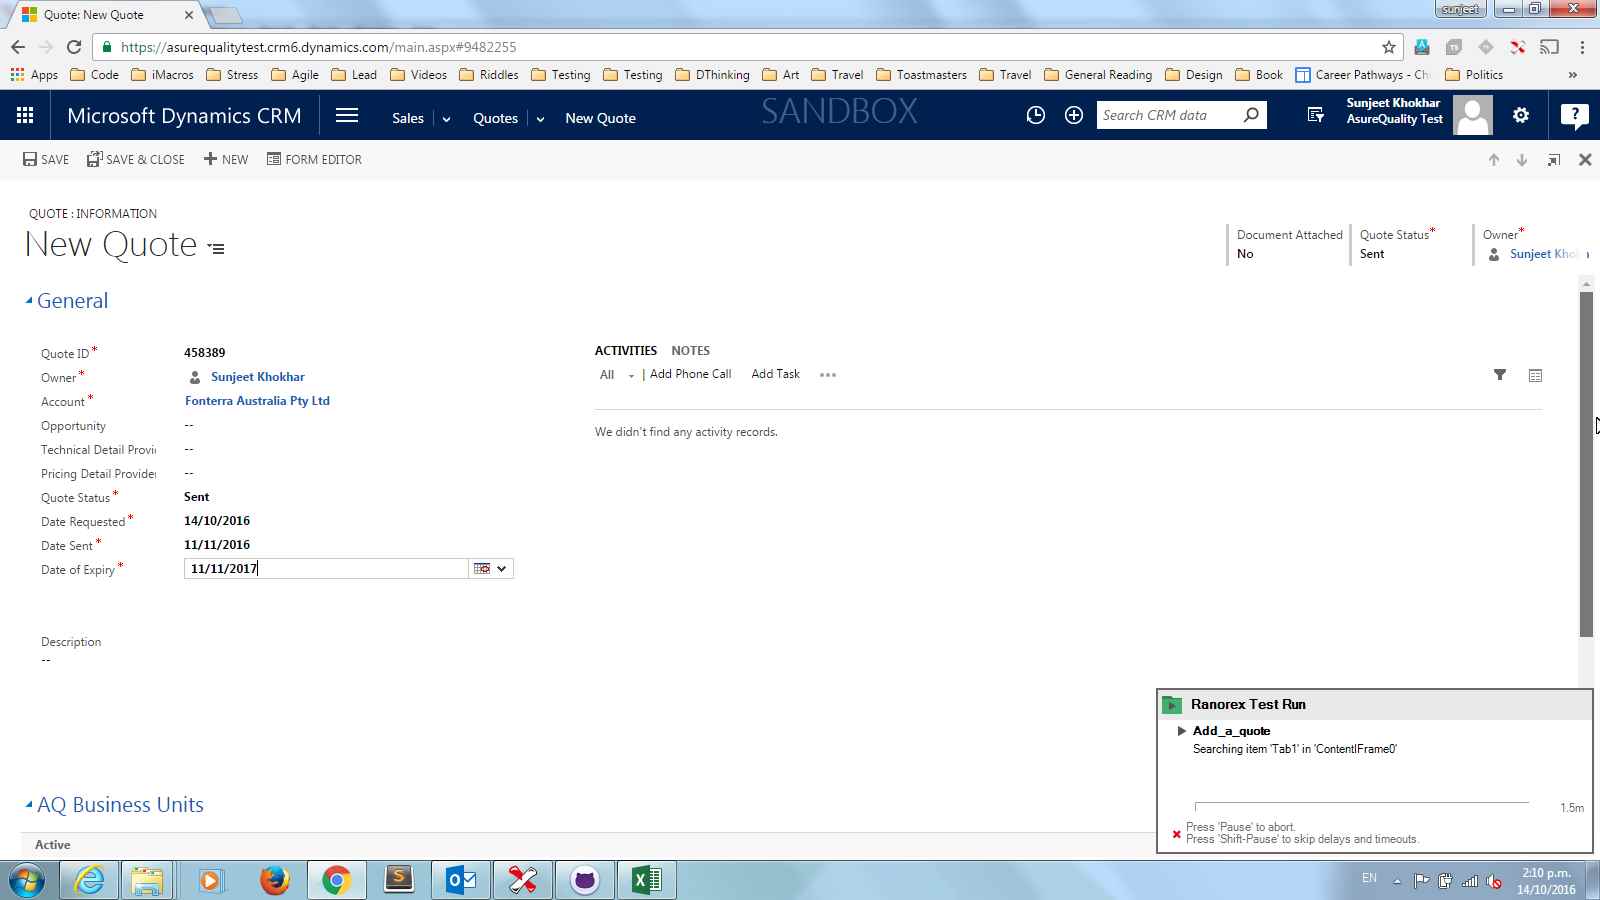 Quote: New Quote
sunjeet
https://asurequalitytest.crm6.dynamics.com/main.aspx#9482255
Apps Code iMacros Stress Agile Lead Videos Riddles Testing Testing DThinking Art Travel Toastmasters Travel General Reading Design Book Career Pathways - Ch Politics »
Microsoft Dynamics CRM Sales Quotes New Quote SANDBOX Search CRM data
Sunjeet Khokhar
AsureQuality Test
SAVE SAVE & CLOSE NEW FORM EDITOR
QUOTE : INFORMATION
New Quote
Document Attached Quote Status* Owner*
No Sent Sunjeet Khok
General
Quote ID* 458389
Owner* Sunjeet Khokhar
Account* Fonterra Australia Pty Ltd
Opportunity --
Technical Detail Provi --
Pricing Detail Provider --
Quote Status* Sent
Date Requested* 14/10/2016
Date Sent* 11/11/2016
Date of Expiry* 11/11/2017
Description
--
ACTIVITIES NOTES
All | Add Phone Call Add Task •••
We didn't find any activity records.
AQ Business Units
Active
Ranorex Test Run
Add_a_quote
Searching item 'Tab1' in 'ContentIFrame0'
1.5m
Press 'Pause' to abort.
Press 'Shift-Pause' to skip delays and timeouts.
EN
2:10 p.m.
14/10/2016